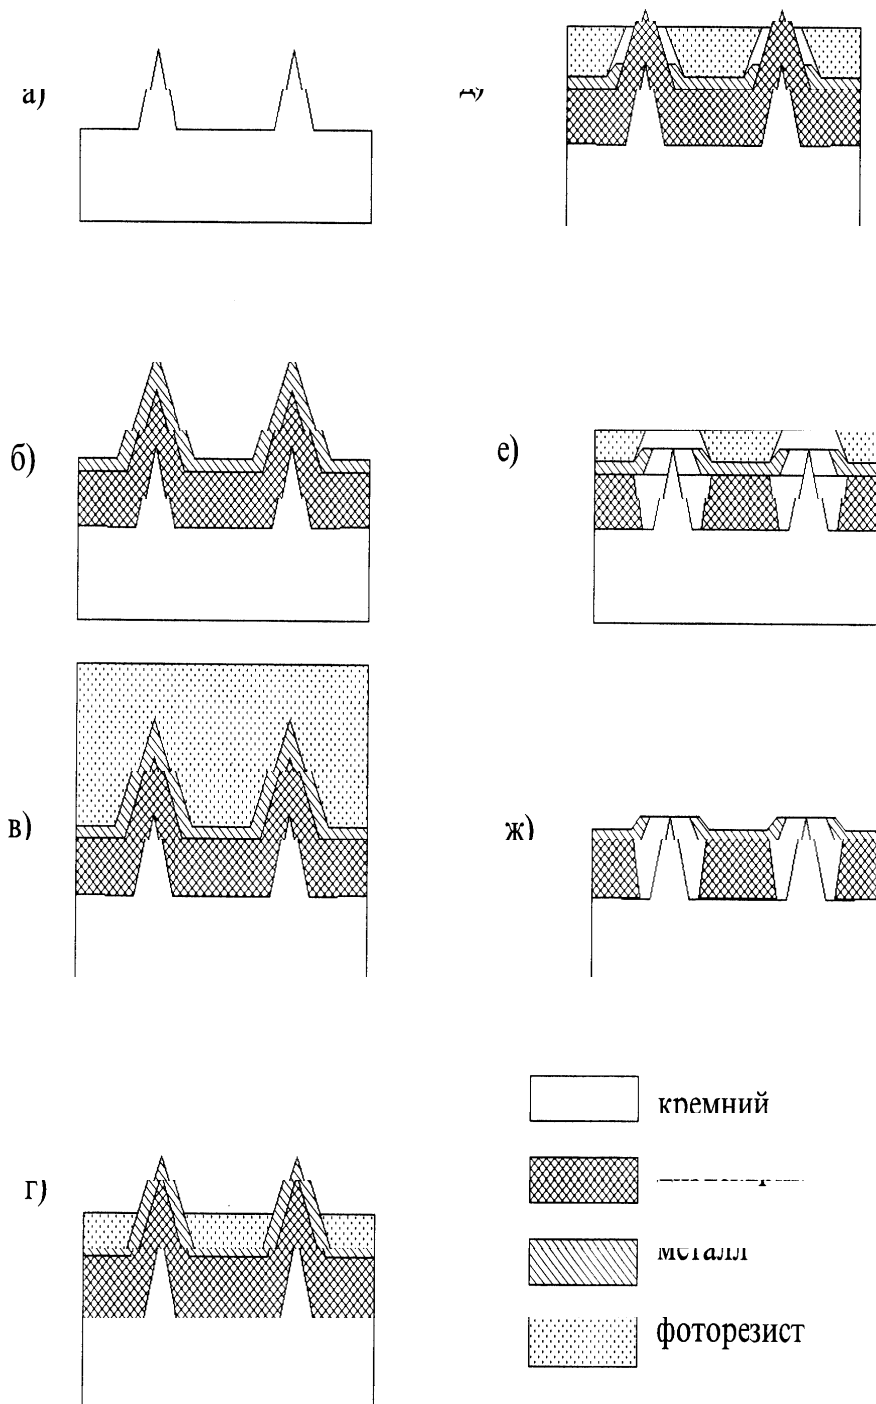 а)
б)
в)
г)
д)
е)
ж)
кремний
металл
фоторезист